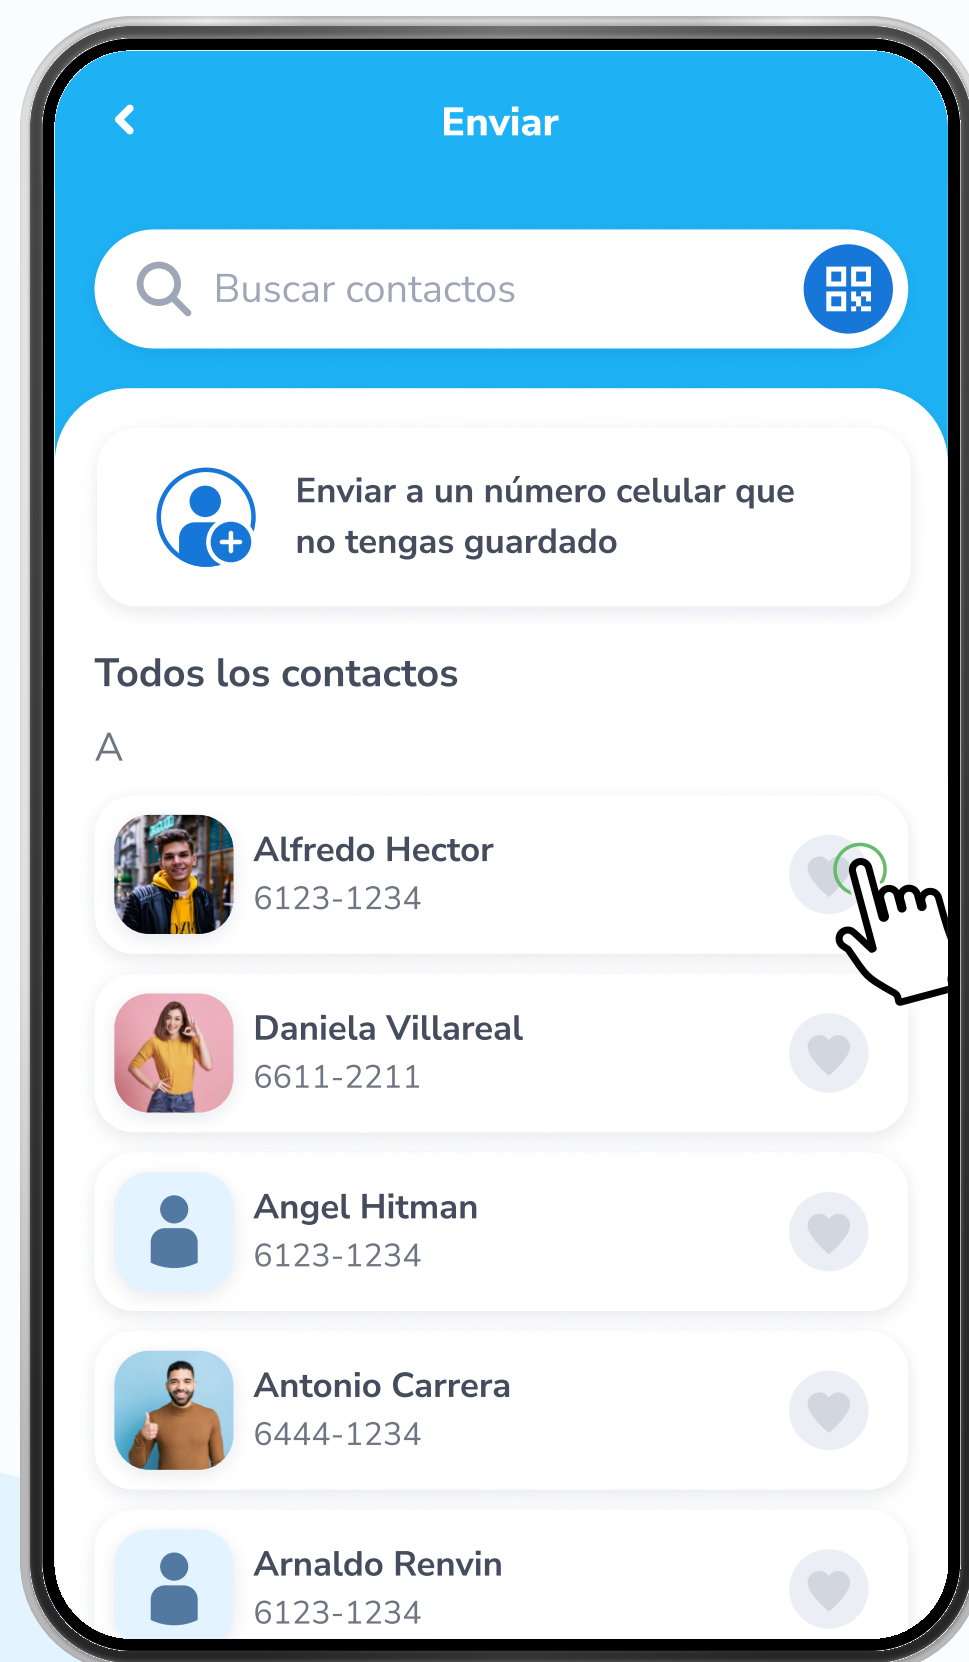 Enviar
Buscar contactos
Enviar a un número celular que
no tengas guardado
Todos los contactos
A
Alfredo Hector
6123-1234
Daniela Villareal
6611-2211
Angel Hitman
6123-1234
Antonio Carrera
6444-1234
Arnaldo Renvin
6123-1234